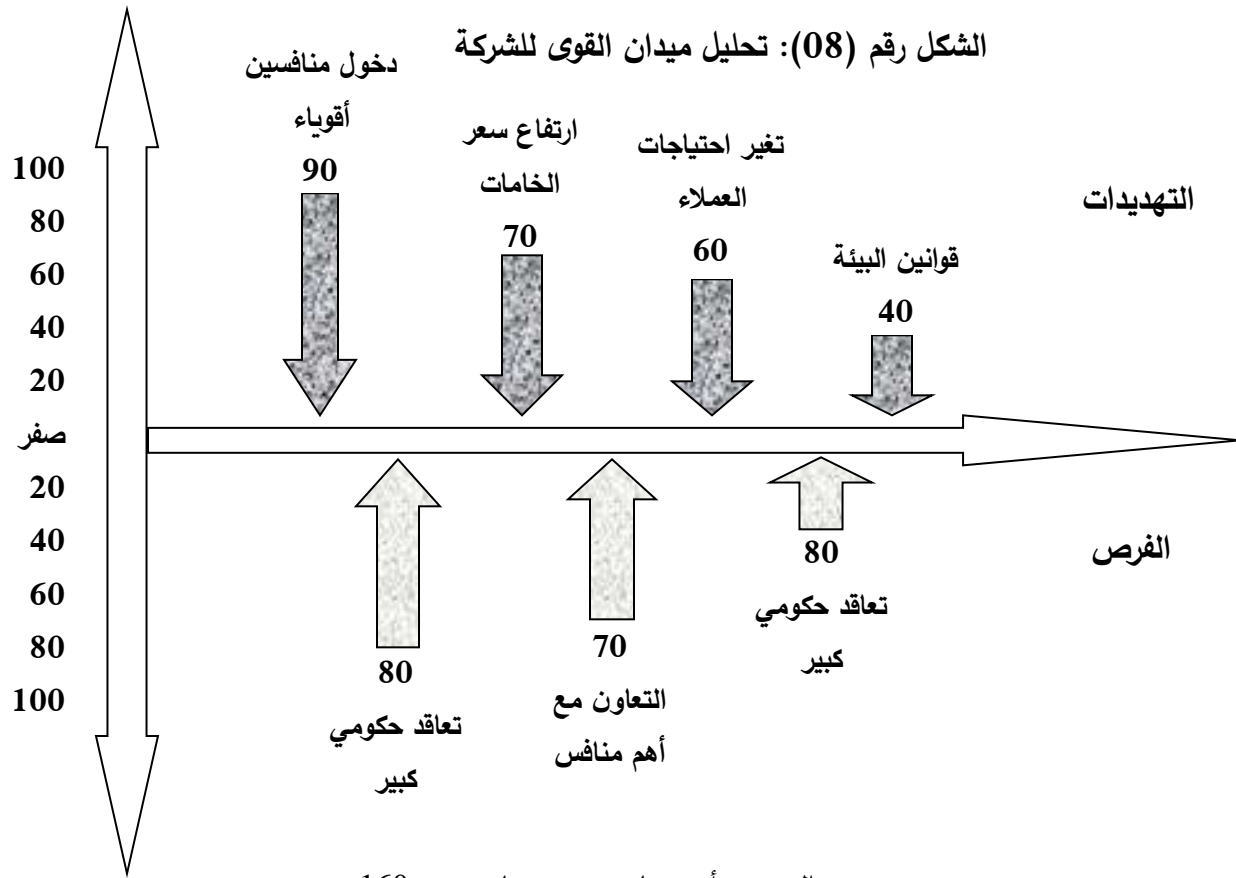 الشكل رقم (08): تحليل ميدان القوى للشركة
دخول منافسين
أقوياء
90
ارتفاع سعر
الخامات
70
تغير احتياجات
العملاء
60
قوانين البيئة
40
التهديدات
100
80
60
40
20
صفر
20
40
60
80
100
الفرص
80
تعاقد حكومي
كبير
70
التعاون مع
أهم منافس
80
تعاقد حكومي
كبير